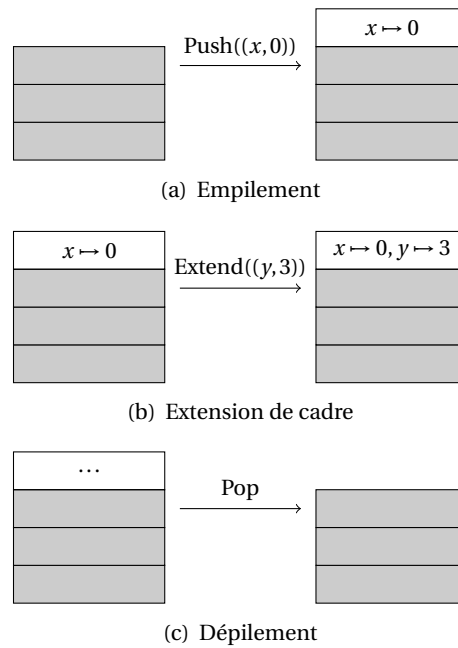 Push((x,0))
x ↦ 0
(a) Empilement
x ↦ 0
Extend((y,3))
x ↦ 0, y ↦ 3
(b) Extension de cadre
...
Pop
(c) Dépilement